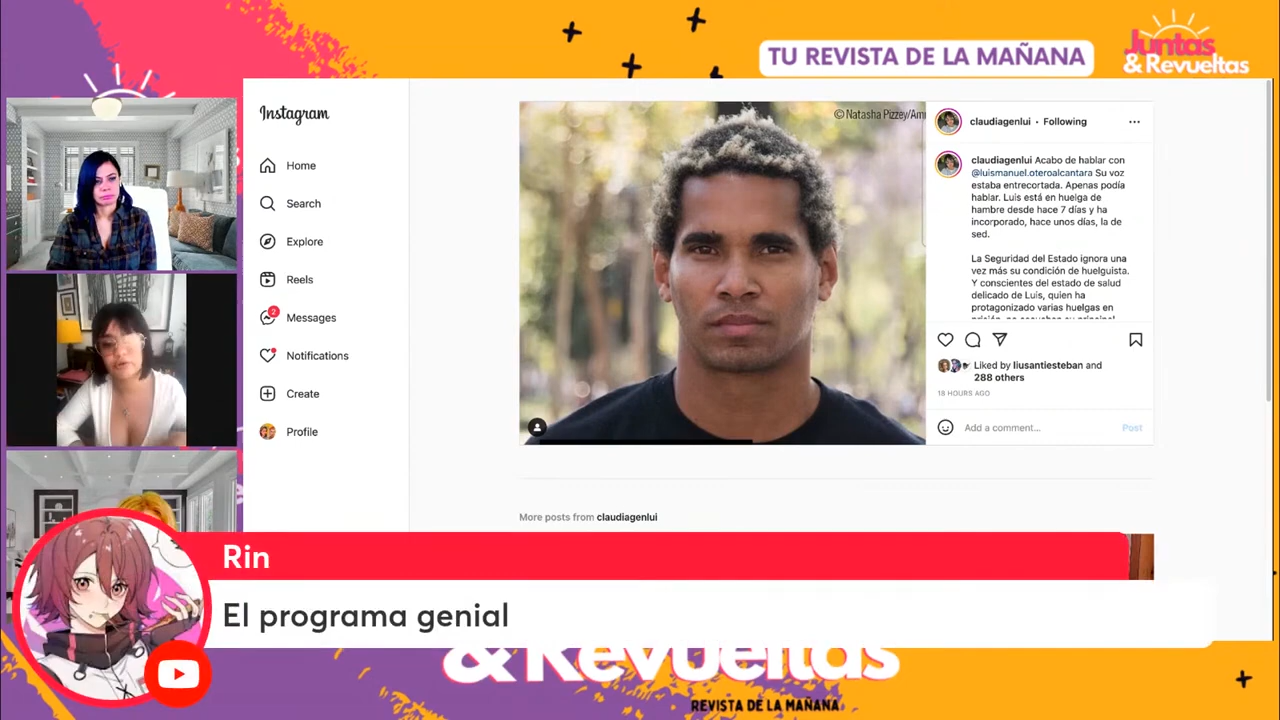 TU REVISTA DE LA MAÑANA
Juntas
& Revueltas
Instagram
Home
Search
Explore
Reels
2
Messages
Notifications
Create
Profile
© Natasha Pizzey/Am
claudiagenlui • Following
claudiagenlui Acabo de hablar con
@luismanuel.oteroalcantara Su voz
estaba entrecortada. Apenas podía
hablar. Luis está en huelga de
hambre desde hace 7 días y ha
incorporado, hace unos días, la de
sed.
La Seguridad del Estado ignora una
vez más su condición de huelguista.
Y conscientes del estado de salud
delicado de Luis, quien ha
protagonizado varias huelgas en
Liked by liusantiesteban and
288 others
18 HOURS AGO
Add a comment...
Post
More posts from claudiagenlui
Rin
El programa genial
& Revueltas
REVISTA DE LA MAÑANA